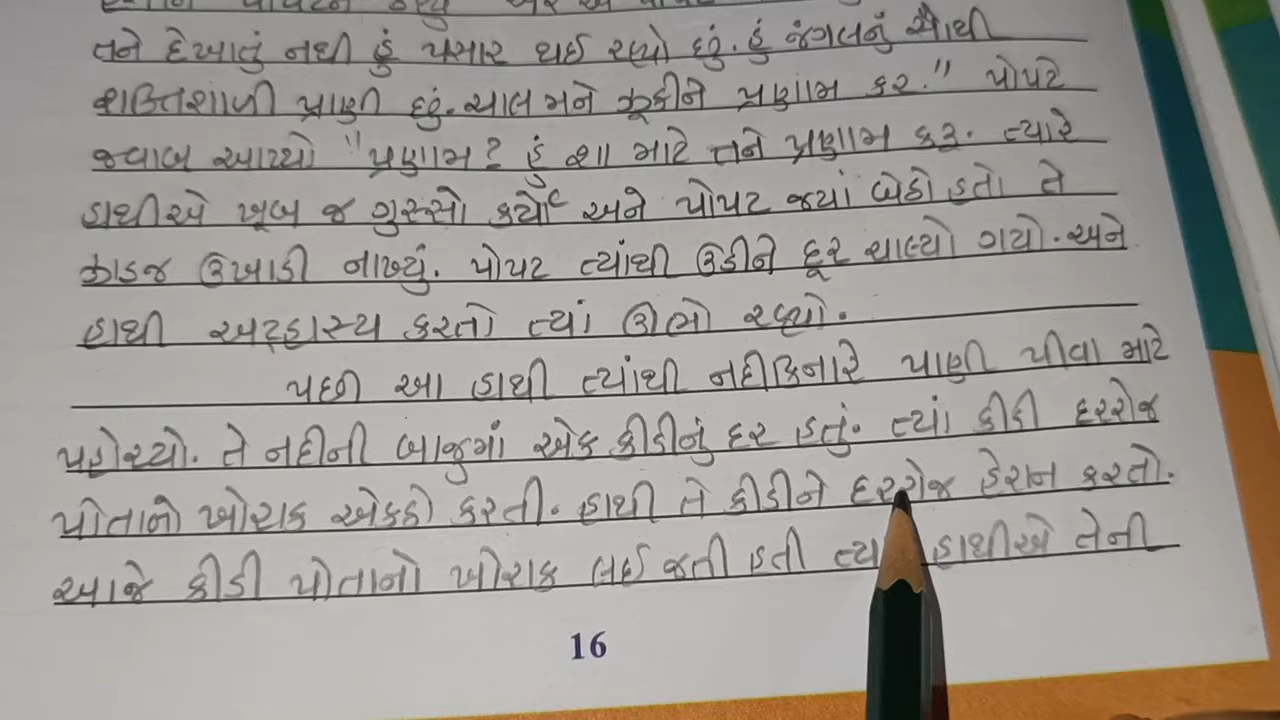 તને દેખાતું નથી હું પસાર થઈ રહ્યો છું. હું જંગલનું સૌથી
શક્તિશાળી પ્રાણી છું. ચાલ મને ઝૂકીને પ્રણામ કર." પોપટે
જવાબ આપ્યો "પ્રણામ? હું શા માટે તને પ્રણામ કરૂ. ત્યારે
હાથીએ ખૂબ જ ગુસ્સો કર્યો અને પોપટ જ્યાં બેઠો હતો તે
ઝાડજ ઉખાડી નાખ્યું. પોપટ ત્યાંથી ઉડીને દૂર ચાલ્યો ગયો. અને
હાથી અટ્હાસ્ય કરતો ત્યાં ઊભો રહ્યો.
પછી આ હાથી ત્યાંથી નદીકિનારે પાણી પીવા માટે
પહોચ્યો. તે નદીની બાજુમાં એક કીડીનું દર હતું. ત્યાં કીડી દરરોજ
પોતાનો ખોરાક એકઠો કરતી. હાથી તે કીડીને દરરોજ હેરાન કરતો.
આજે કીડી પોતાનો ખોરાક લઈ જતી હતી હાથીએ તેની
16